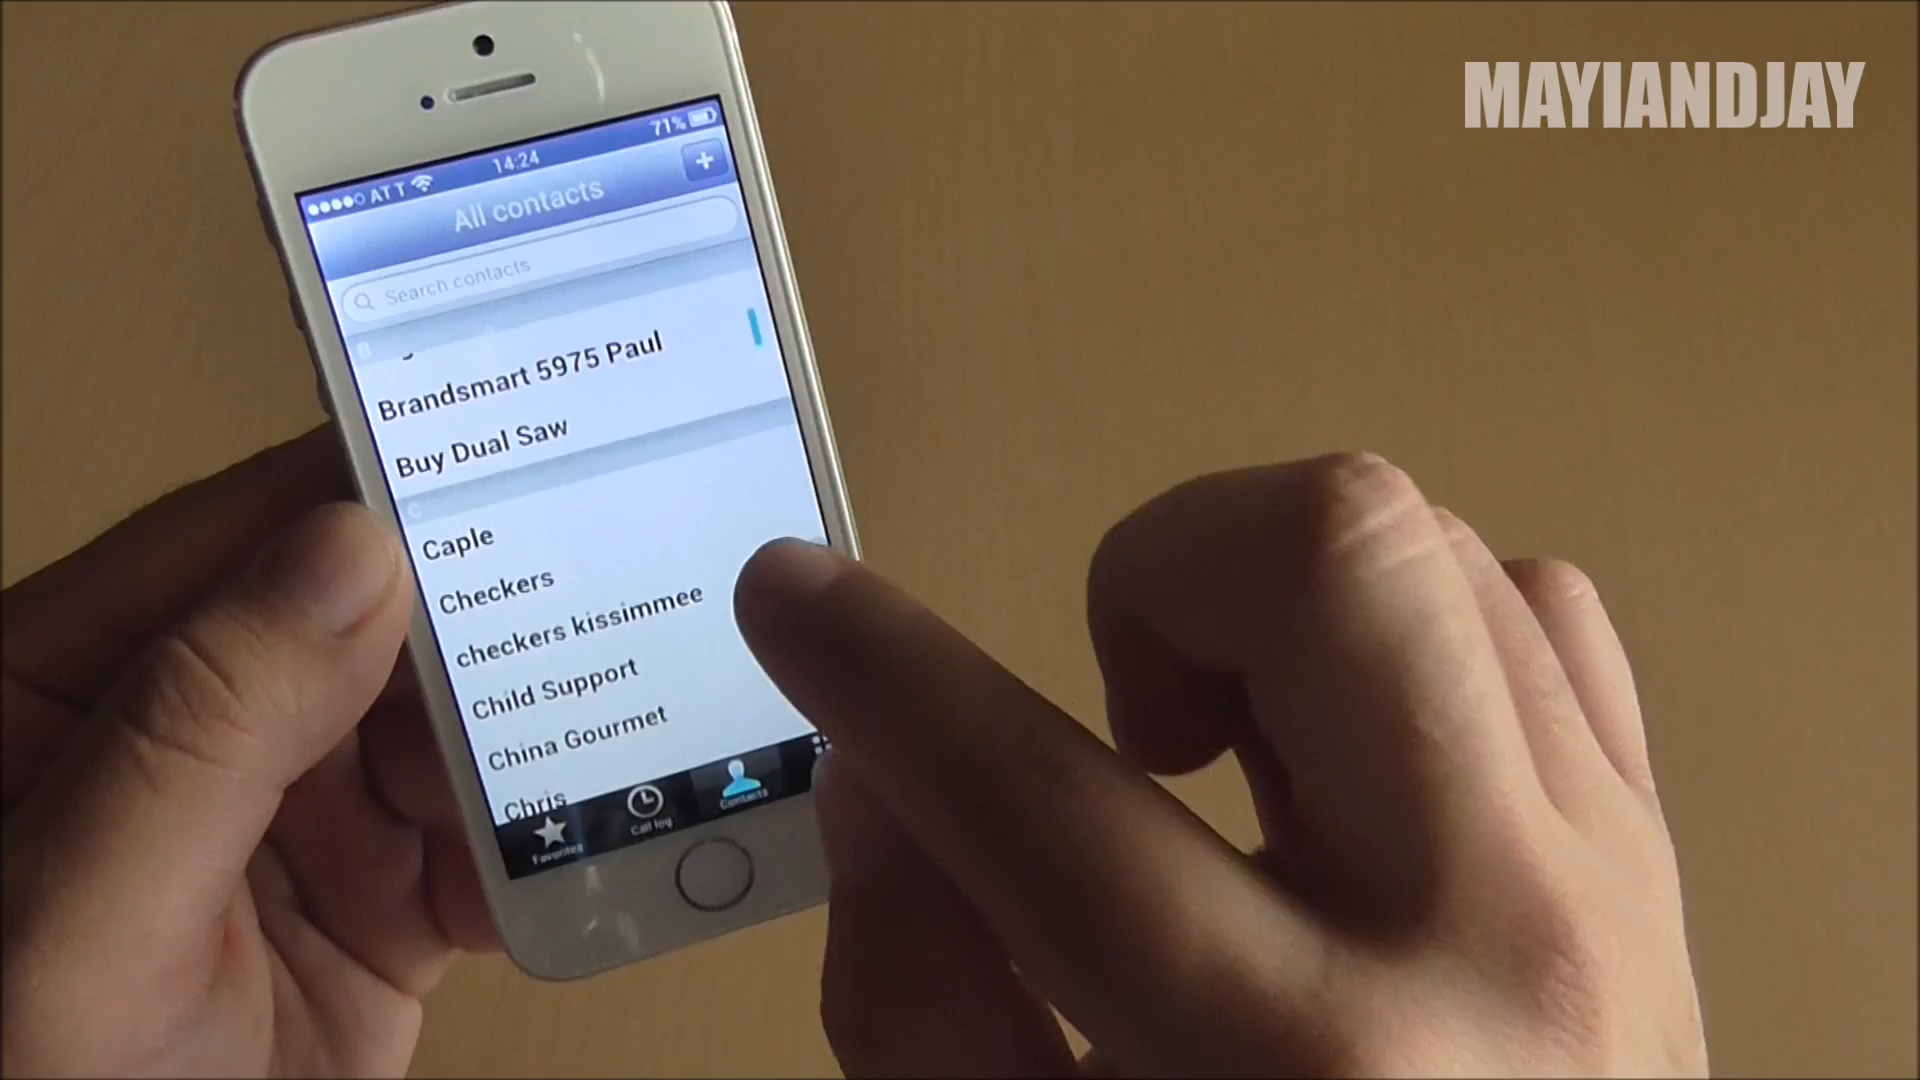 MAYIANDJAY
ATT 14:24 71%
All contacts
+
Search contacts
B
Brandsmart 5975 Paul
Buy Dual Saw
C
Caple
Checkers
checkers kissimmee
Child Support
China Gourmet
Chris
Favorites
Call log
Contacts